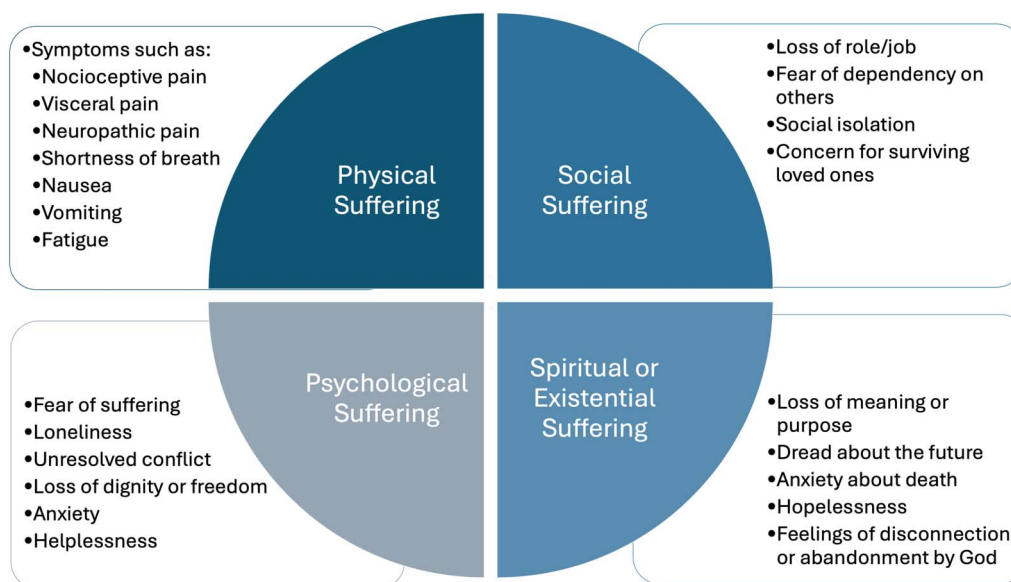 •Symptoms such as:
•Nocioceptive pain
•Visceral pain
•Neuropathic pain
•Shortness of breath
•Nausea
•Vomiting
•Fatigue
Physical
Suffering
Social
Suffering
•Loss of role/job
•Fear of dependency on
others
•Social isolation
•Concern for surviving
loved ones
•Fear of suffering
•Loneliness
•Unresolved conflict
•Loss of dignity or freedom
•Anxiety
•Helplessness
Psychological
Suffering
Spiritual or
Existential
Suffering
•Loss of meaning or
purpose
•Dread about the future
•Anxiety about death
•Hopelessness
•Feelings of disconnection
or abandonment by God